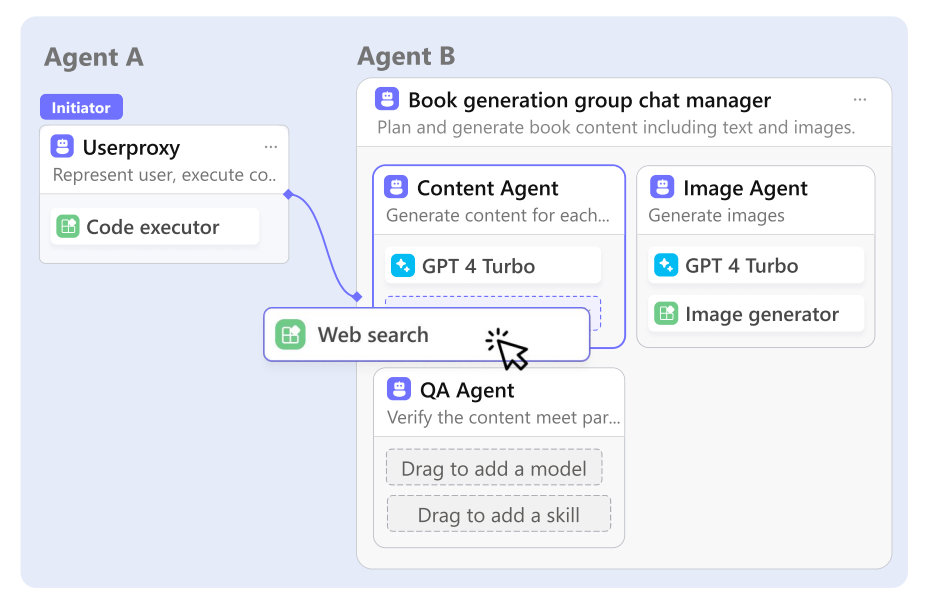 Agent A
Initiator
Userproxy
...
Represent user, execute co..
Code executor
Agent B
Book generation group chat manager
...
Plan and generate book content including text and images.
Content Agent
Generate content for each...
GPT 4 Turbo
Web search
Image Agent
Generate images
GPT 4 Turbo
Image generator
QA Agent
Verify the content meet par...
Drag to add a model
Drag to add a skill